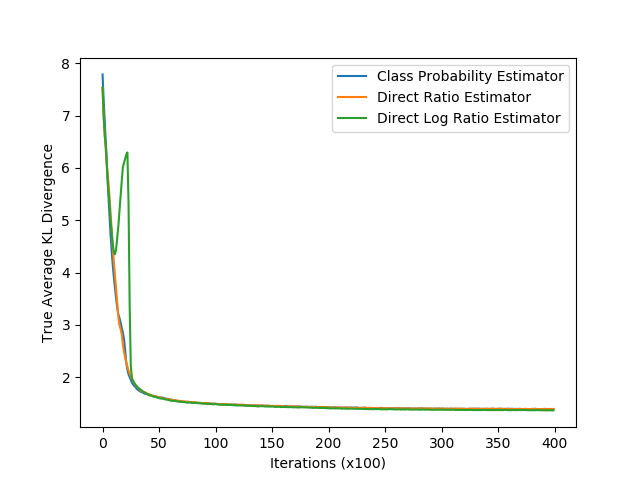 Class Probability Estimator
Direct Ratio Estimator
Direct Log Ratio Estimator
True Average KL Divergence
8
7
6
5
4
3
2
0 50 100 150 200 250 300 350 400
Iterations (x100)